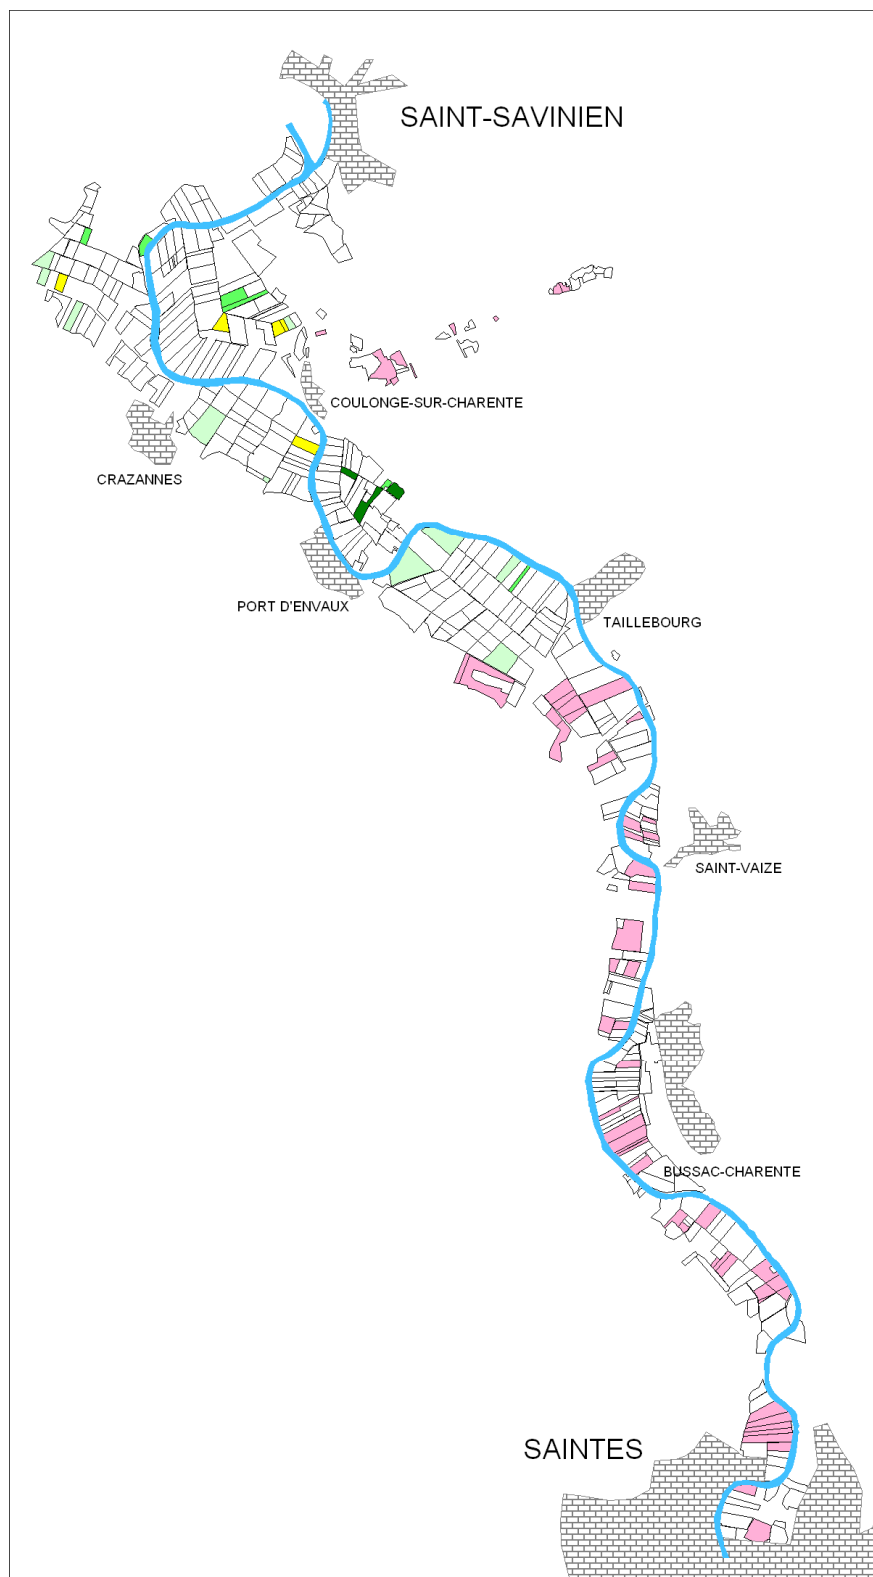 SAINT-SAVINIEN
COULONGE-SUR-CHARENTE
CRAZANNES
PORT D'ENVAUX
TAILLEBOURG
SAINT-VAIZE
BUSSAC-CHARENTE
SAINTES